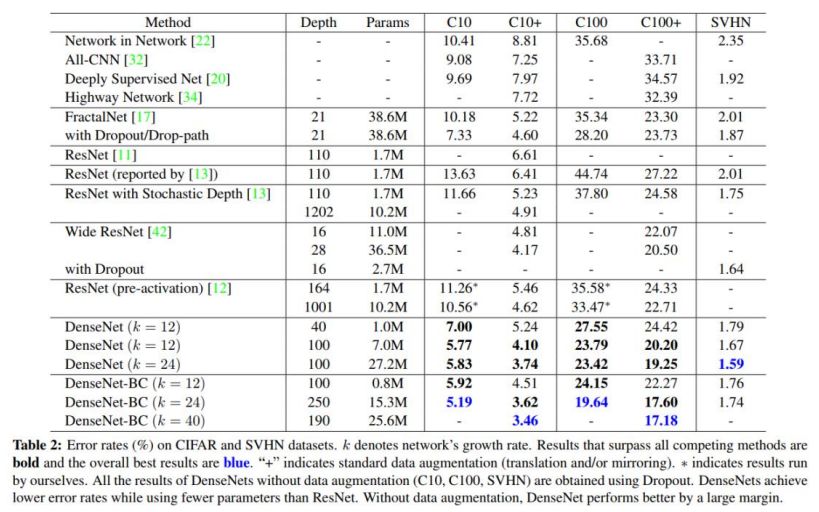 Method Depth Params C10 C10+ C100 C100+ SVHN
Network in Network [22] - - 10.41 8.81 35.68 - 2.35
All-CNN [32] - - 9.08 7.25 - 33.71 -
Deeply Supervised Net [20] - - 9.69 7.97 - 34.57 1.92
Highway Network [34] - - - 7.72 - 32.39 -
FractalNet [17] 21 38.6M 10.18 5.22 35.34 23.30 2.01
with Dropout/Drop-path 21 38.6M 7.33 4.60 28.20 23.73 1.87
ResNet [11] 110 1.7M - 6.61 - - -
ResNet (reported by [13]) 110 1.7M 13.63 6.41 44.74 27.22 2.01
ResNet with Stochastic Depth [13] 110 1.7M 11.66 5.23 37.80 24.58 1.75
1202 10.2M - 4.91 - - -
Wide ResNet [42] 16 11.0M - 4.81 - 22.07 -
28 36.5M - 4.17 - 20.50 -
with Dropout 16 2.7M - - - - 1.64
ResNet (pre-activation) [12] 164 1.7M 11.26* 5.46 35.58* 24.33 -
1001 10.2M 10.56* 4.62 33.47* 22.71 -
DenseNet (k = 12) 40 1.0M 7.00 5.24 27.55 24.42 1.79
DenseNet (k = 12) 100 7.0M 5.77 4.10 23.79 20.20 1.67
DenseNet (k = 24) 100 27.2M 5.83 3.74 23.42 19.25 1.59
DenseNet-BC (k = 12) 100 0.8M 5.92 4.51 24.15 22.27 1.76
DenseNet-BC (k = 24) 250 15.3M 5.19 3.62 19.64 17.60 1.74
DenseNet-BC (k = 40) 190 25.6M - 3.46 - 17.18 -
Table 2: Error rates (%) on CIFAR and SVHN datasets. k denotes network's growth rate. Results that surpass all competing methods are
bold and the overall best results are blue. “+” indicates standard data augmentation (translation and/or mirroring). * indicates results run
by ourselves. All the results of DenseNets without data augmentation (C10, C100, SVHN) are obtained using Dropout. DenseNets achieve
lower error rates while using fewer parameters than ResNet. Without data augmentation, DenseNet performs better by a large margin.